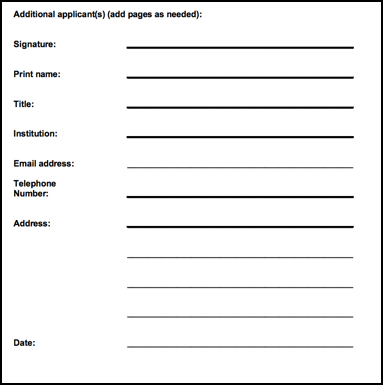 Additional applicant(s) (add pages as needed):
Signature:
Print name:
Title:
Institution:
Email address:
Telephone
Number:
Address:
Date: